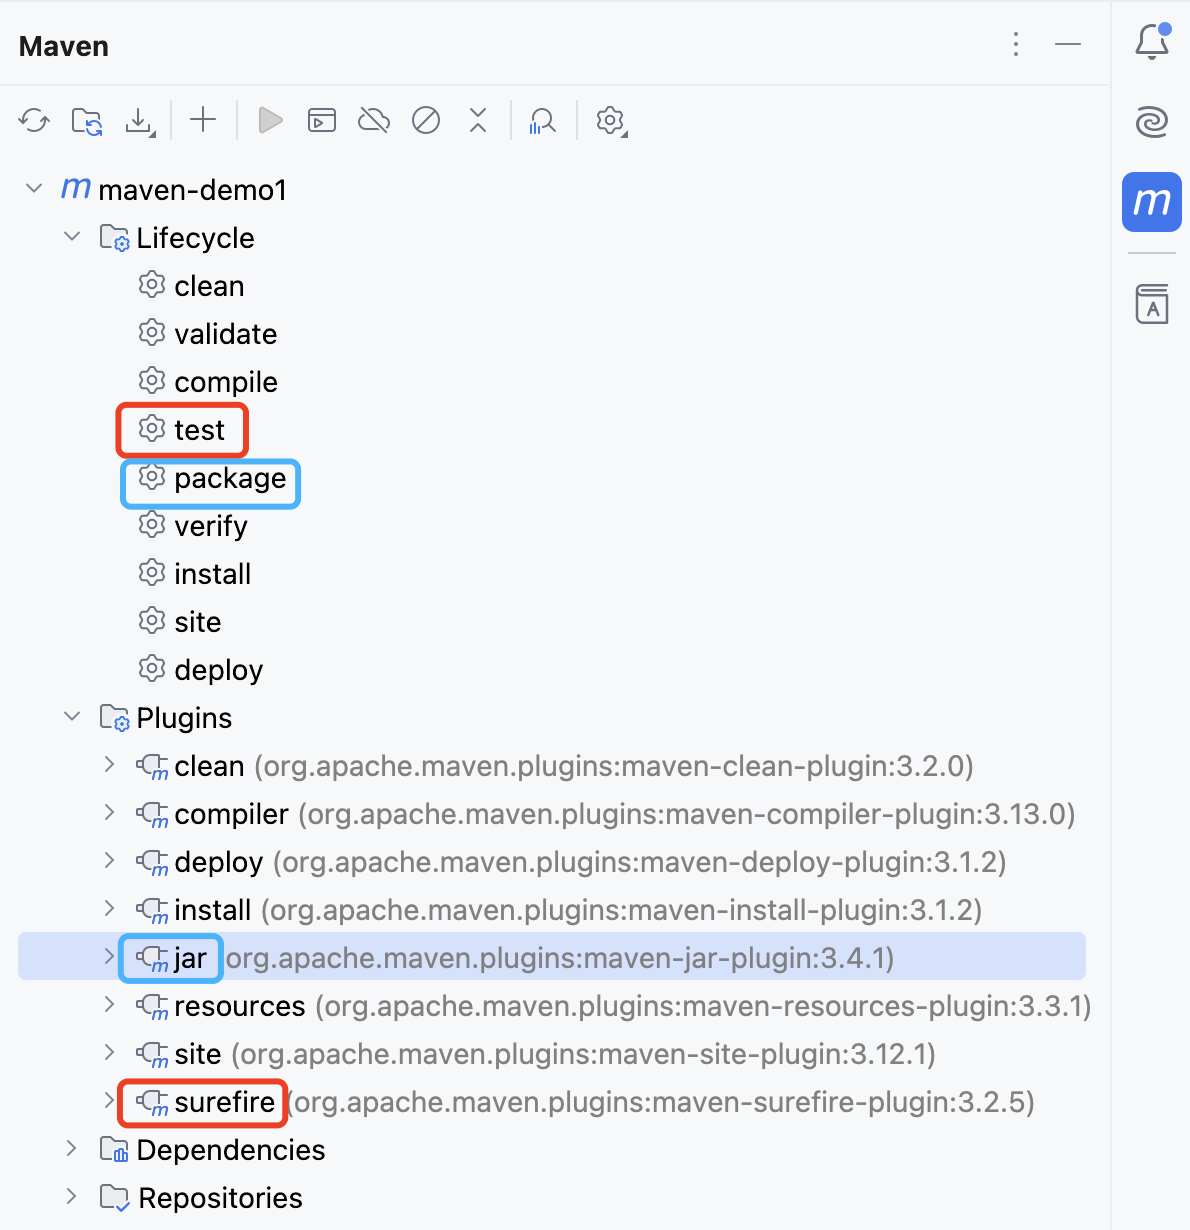 Maven
m maven-demo1
Lifecycle
clean
validate
compile
test
package
verify
install
site
deploy
Plugins
clean (org.apache.maven.plugins:maven-clean-plugin:3.2.0)
compiler (org.apache.maven.plugins:maven-compiler-plugin:3.13.0)
deploy (org.apache.maven.plugins:maven-deploy-plugin:3.1.2)
install (org.apache.maven.plugins:maven-install-plugin:3.1.2)
jar org.apache.maven.plugins:maven-jar-plugin:3.4.1)
resources (org.apache.maven.plugins:maven-resources-plugin:3.3.1)
site (org.apache.maven.plugins:maven-site-plugin:3.12.1)
surefire (org.apache.maven.plugins:maven-surefire-plugin:3.2.5)
Dependencies
Repositories
m
A